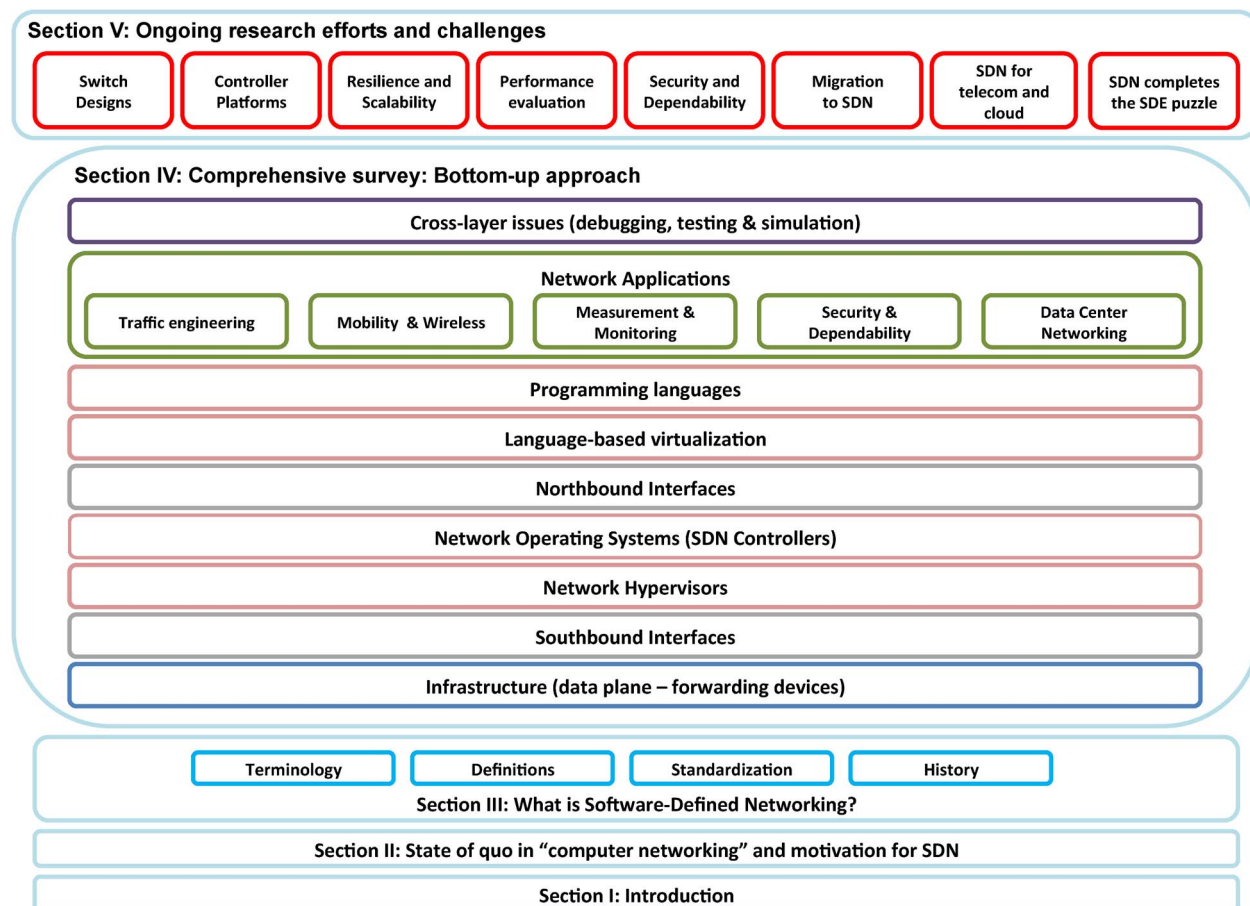 Section V: Ongoing research efforts and challenges
Switch
Designs
Controller
Platforms
Resilience and
Scalability
Performance
evaluation
Security and
Dependability
Migration
to SDN
SDN for
telecom and
cloud
SDN completes
the SDE puzzle
Section IV: Comprehensive survey: Bottom-up approach
Cross-layer issues (debugging, testing & simulation)
Network Applications
Traffic engineering
Mobility & Wireless
Measurement &
Monitoring
Security &
Dependability
Data Center
Networking
Programming languages
Language-based virtualization
Northbound Interfaces
Network Operating Systems (SDN Controllers)
Network Hypervisors
Southbound Interfaces
Infrastructure (data plane – forwarding devices)
Terminology
Definitions
Standardization
History
Section III: What is Software-Defined Networking?
Section II: State of quo in “computer networking” and motivation for SDN
Section I: Introduction